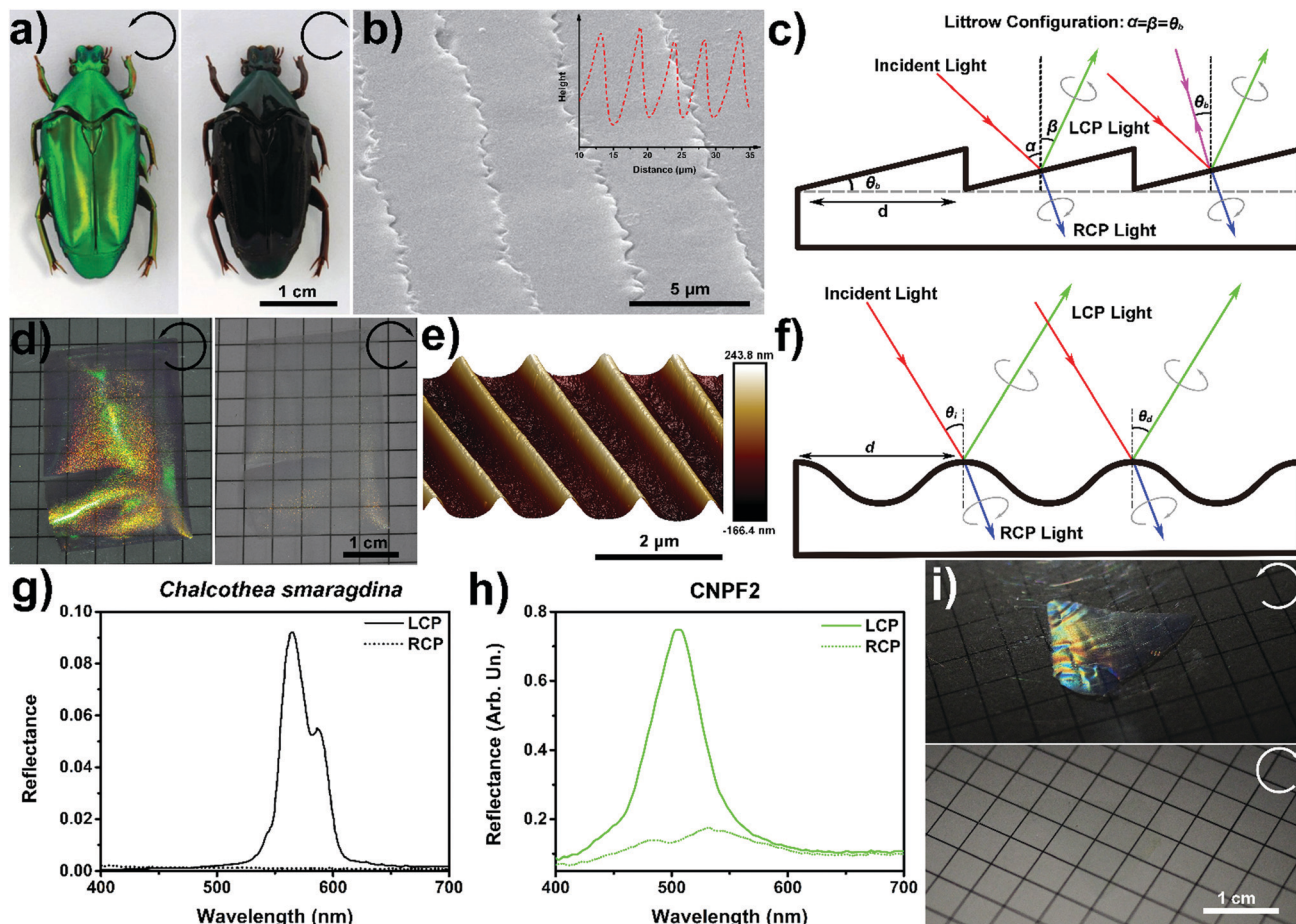 a)
1 cm
b)
Height
10 15 20 25 30 35
Distance (µm)
5 µm
c)
Littrow Configuration: α=β=θb
Incident Light
LCP Light
α
β
θb
θb
d
RCP Light
d)
1 cm
e)
243.8 nm
-166.4 nm
2 µm
f)
Incident Light
LCP Light
θi
θd
d
RCP Light
g)
Chalcothea smaragdina
LCP
RCP
Reflectance
0.10
0.08
0.06
0.04
0.02
0.00
400 500 600 700
Wavelength (nm)
h)
CNPF2
LCP
RCP
Reflectance (Arb. Un.)
0.8
0.6
0.4
0.2
400 500 600 700
Wavelength (nm)
i)
1 cm